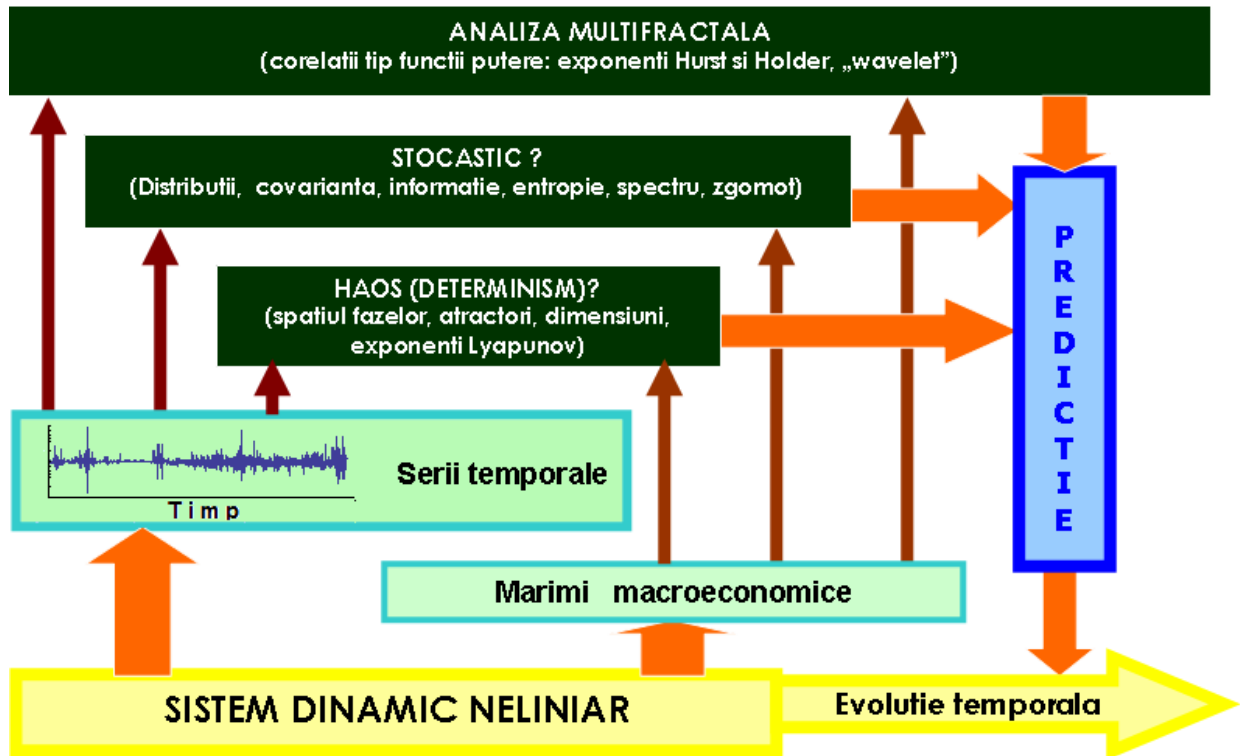 ANALIZA MULTIFRACTALA
(corelatii tip functii putere: exponenti Hurst si Holder, „wavelet”)
STOCASTIC ?
(Distributii, covarianta, informatie, entropie, spectru, zgomot)
HAOS (DETERMINISM)?
(spatiul fazelor, atractori, dimensiuni,
exponenti Lyapunov)
PREDICTIE
Serii temporale
Timp
Marimi macroeconomice
SISTEM DINAMIC NELINIAR
Evolutie temporala